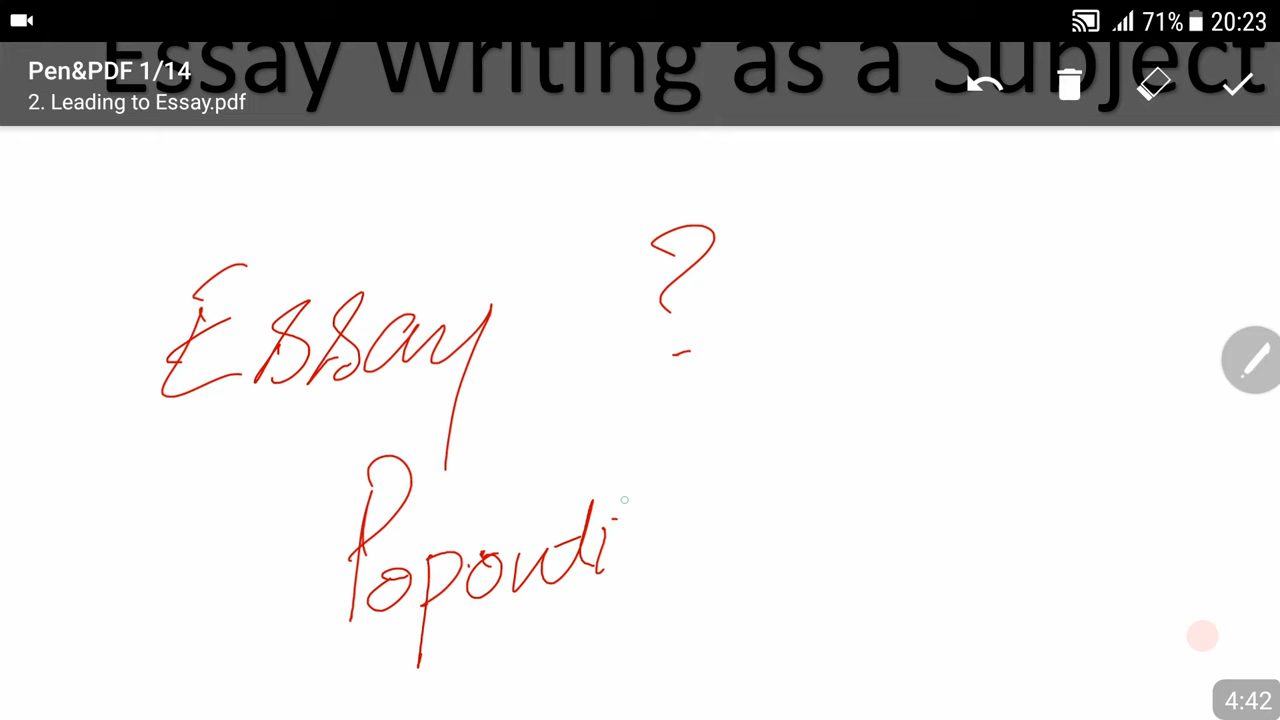 71% 20:23
Essay Writing as a Subject
Pen&PDF 1/14
2. Leading to Essay.pdf
Essay ?
4:42